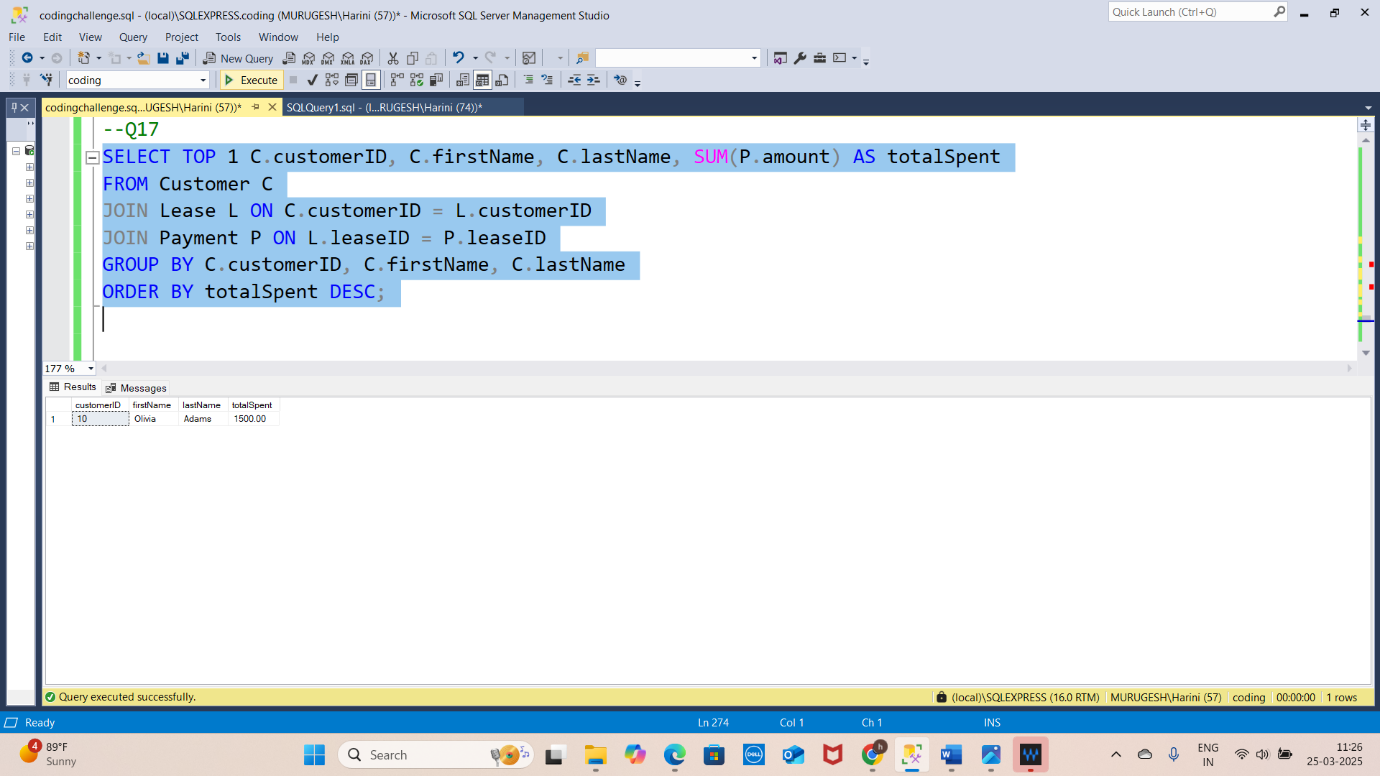 codingchallenge.sql - (local)\SQLEXPRESS.coding (MURUGESH\Harini (57))* - Microsoft SQL Server Management Studio
Quick Launch (Ctrl+Q)
File Edit View Query Project Tools Window Help
New Query
coding Execute
codingchallenge.sq...UGESH\Harini (57))* SQLQuery1.sql - (l...RUGESH\Harini (74))*
--Q17
SELECT TOP 1 C.customerID, C.firstName, C.lastName, SUM(P.amount) AS totalSpent
FROM Customer C
JOIN Lease L ON C.customerID = L.customerID
JOIN Payment P ON L.leaseID = P.leaseID
GROUP BY C.customerID, C.firstName, C.lastName
ORDER BY totalSpent DESC;
177 %
Results Messages
customerID firstName lastName totalSpent
1 10 Olivia Adams 1500.00
Query executed successfully. (local)\SQLEXPRESS (16.0 RTM) MURUGESH\Harini (57) coding 00:00:00 1 rows
Ready Ln 274 Col 1 Ch 1 INS
4 89°F
Sunny
Search
DELL
h
W
ENG
IN
11:26
25-03-2025